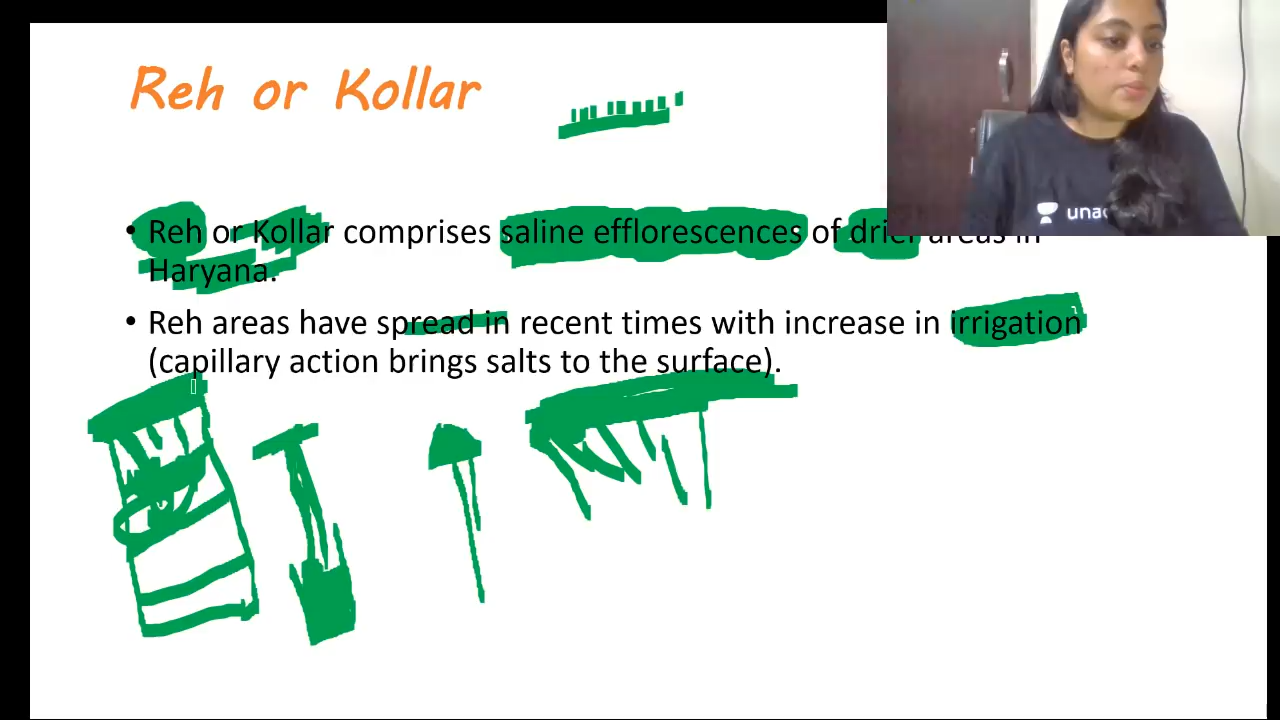 Reh or Kollar
• Reh or Kollar comprises saline efflorescences of drier areas in
Haryana.
• Reh areas have spread in recent times with increase in irrigation
(capillary action brings salts to the surface).